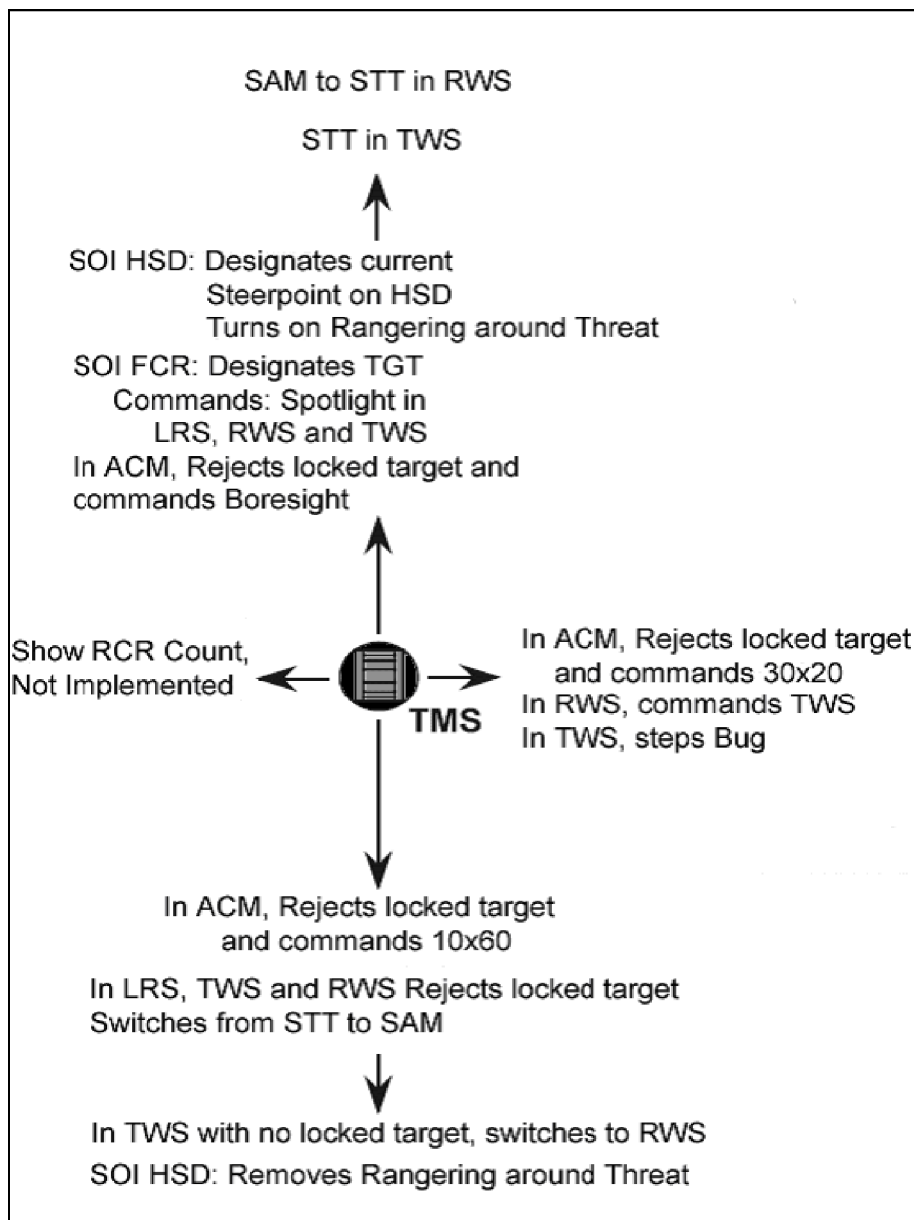 SAM to STT in RWS
STT in TWS
SOI HSD: Designates current
Steerpoint on HSD
Turns on Rangering around Threat
SOI FCR: Designates TGT
Commands: Spotlight in
LRS, RWS and TWS
In ACM, Rejects locked target and
commands Boresight
Show RCR Count,
Not Implemented
TMS
In ACM, Rejects locked target
and commands 30x20
In RWS, commands TWS
In TWS, steps Bug
In ACM, Rejects locked target
and commands 10x60
In LRS, TWS and RWS Rejects locked target
Switches from STT to SAM
In TWS with no locked target, switches to RWS
SOI HSD: Removes Rangering around Threat